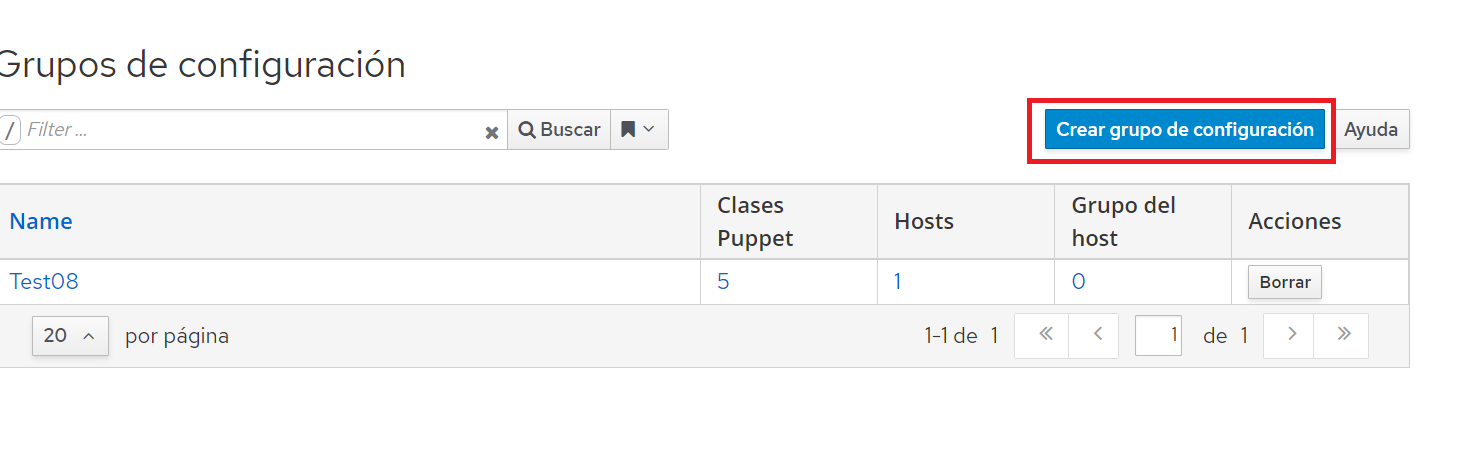 Grupos de configuración
/ Filter ... Buscar Crear grupo de configuración Ayuda
Name Clases Puppet Hosts Grupo del host Acciones
Test08 5 1 0 Borrar
20 por página 1-1 de 1 1 de 1